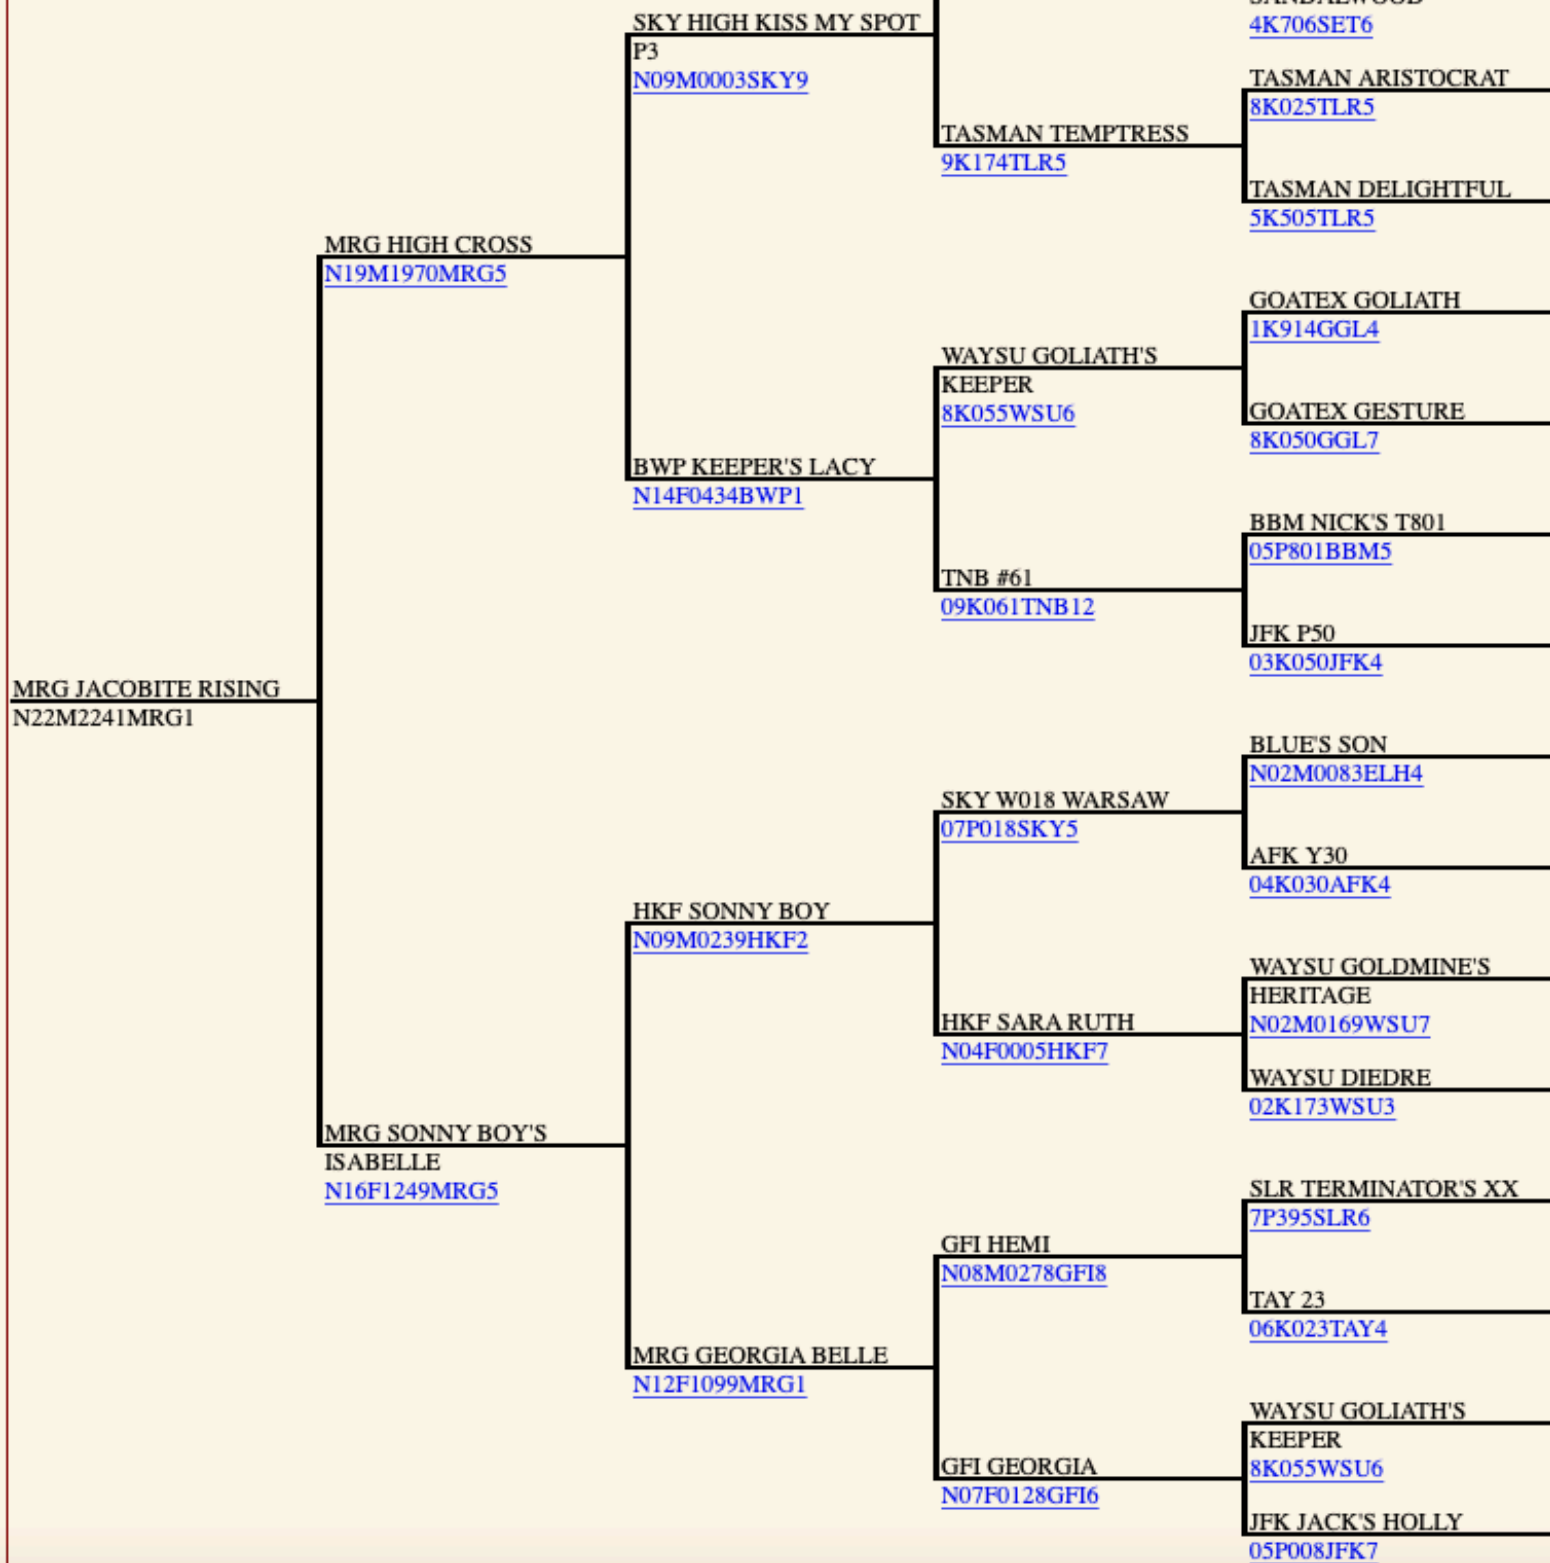 SANDALWOOD
4K706SET6
SKY HIGH KISS MY SPOT
P3
N09M0003SKY9
TASMAN ARISTOCRAT
8K025TLR5
TASMAN TEMPTRESS
9K174TLR5
TASMAN DELIGHTFUL
5K505TLR5
MRG HIGH CROSS
N19M1970MRG5
GOATEX GOLIATH
1K914GGL4
WAYSU GOLIATH'S
KEEPER
8K055WSU6
GOATEX GESTURE
8K050GGL7
BWP KEEPER'S LACY
N14F0434BWP1
BBM NICK'S T801
05P801BBM5
TNB #61
09K061TNB12
JFK P50
03K050JFK4
MRG JACOBITE RISING
N22M2241MRG1
BLUE'S SON
N02M0083ELH4
SKY W018 WARSAW
07P018SKY5
AFK Y30
04K030AFK4
HKF SONNY BOY
N09M0239HKF2
WAYSU GOLDMINE'S
HERITAGE
N02M0169WSU7
HKF SARA RUTH
N04F0005HKF7
WAYSU DIEDRE
02K173WSU3
MRG SONNY BOY'S
ISABELLE
N16F1249MRG5
SLR TERMINATOR'S XX
7P395SLR6
GFI HEMI
N08M0278GFI8
TAY 23
06K023TAY4
MRG GEORGIA BELLE
N12F1099MRG1
WAYSU GOLIATH'S
KEEPER
8K055WSU6
GFI GEORGIA
N07F0128GFI6
JFK JACK'S HOLLY
05P008JFK7